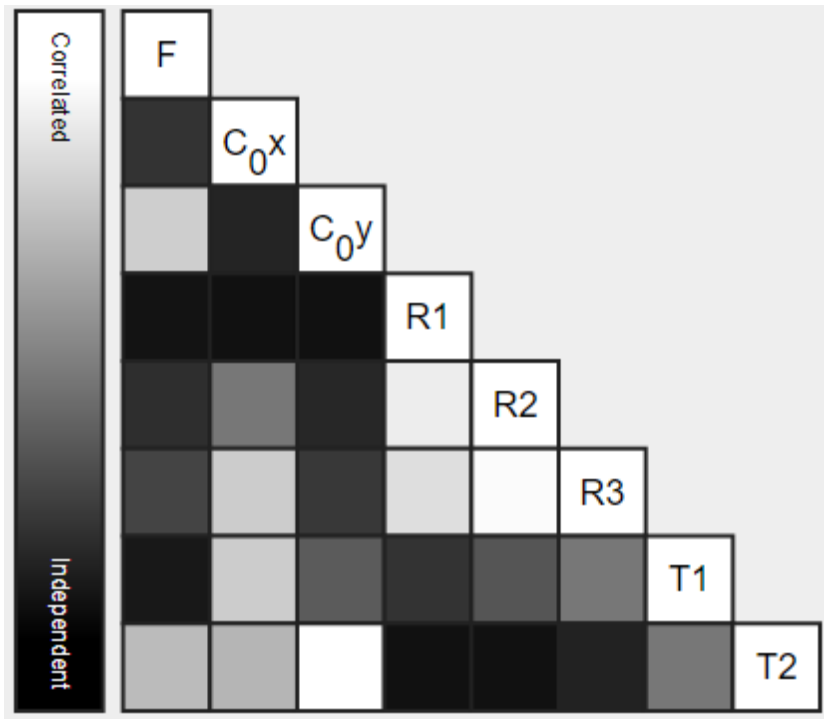 Correlated
Independent
F
C₀x
C₀y
R1
R2
R3
T1
T2